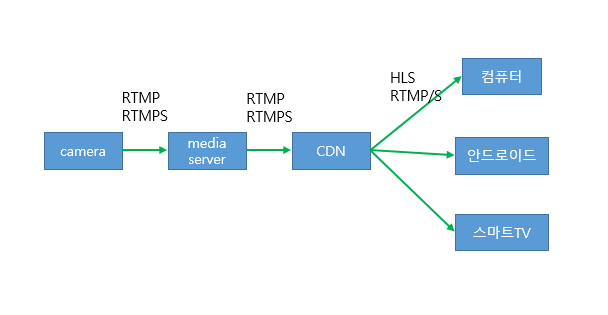 HLS
RTMP/S
컴퓨터
RTMP
RTMPS
RTMP
RTMPS
camera
media
server
CDN
안드로이드
스마트TV